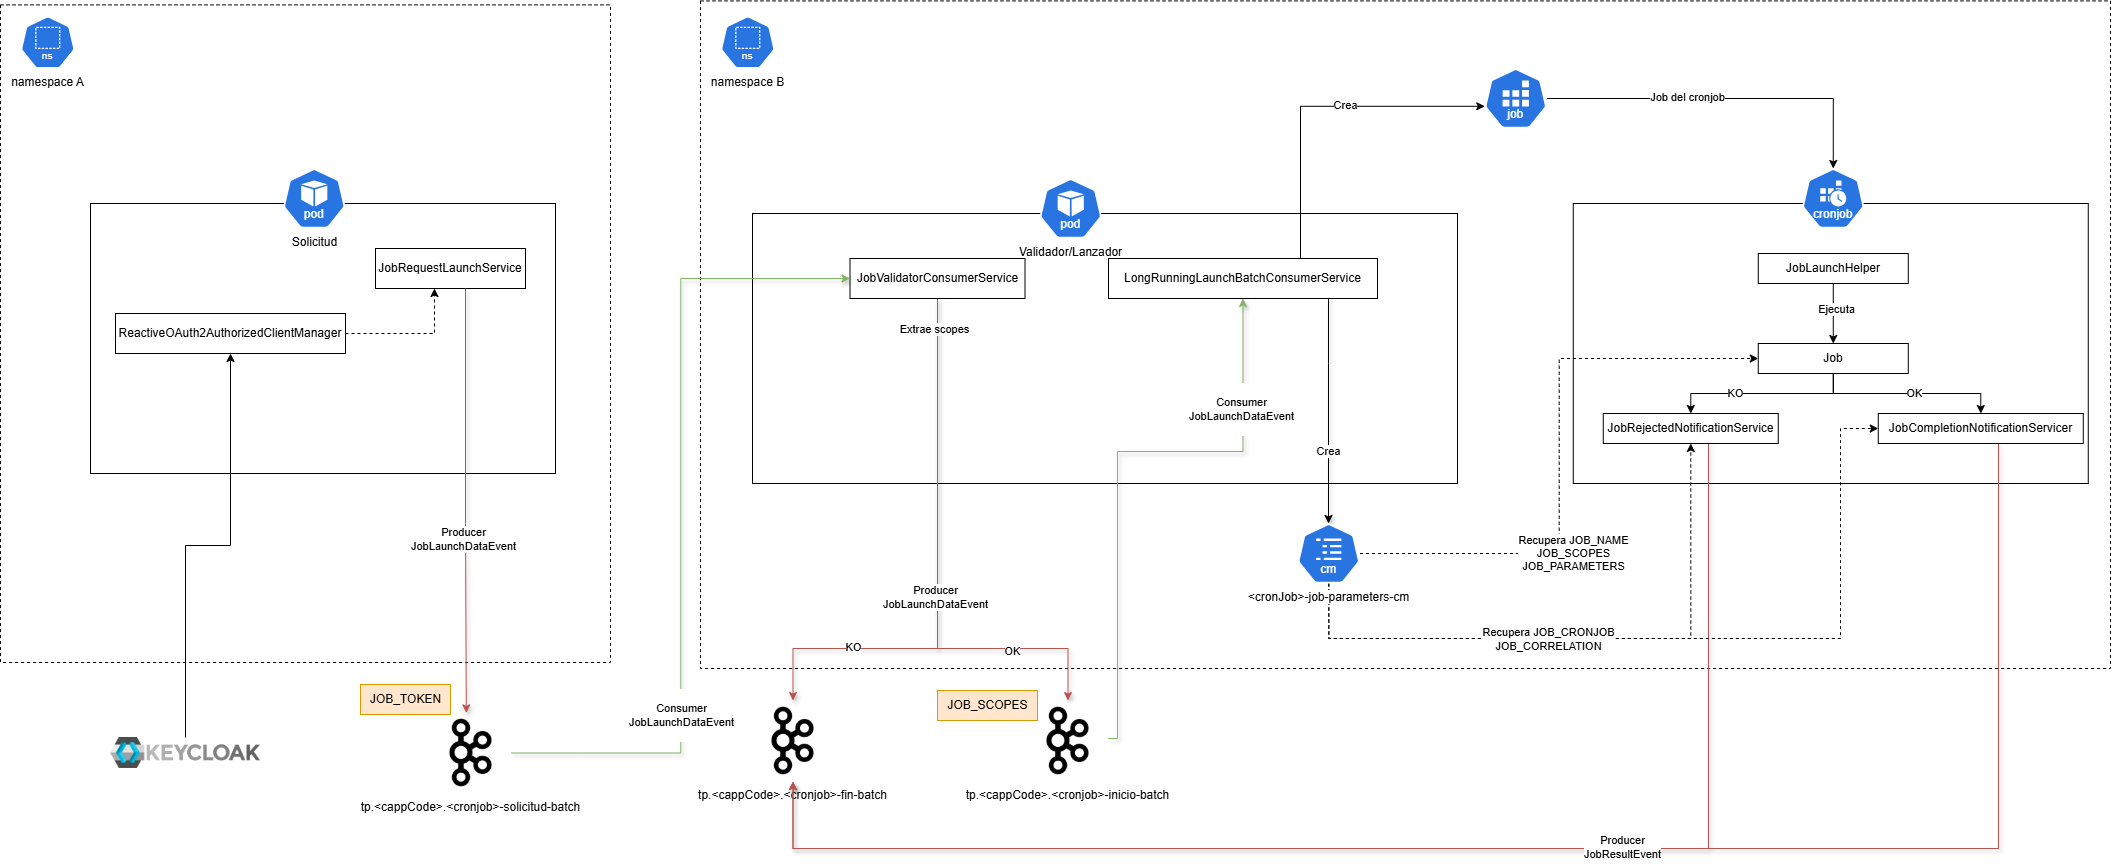 ns
namespace A
ns
namespace B
job
Crea
Job del cronjob
pod
Solicitud
JobRequestLaunchService
ReactiveOAuth2AuthorizedClientManager
pod
Validador/Lanzador
JobValidatorConsumerService
LongRunningLaunchBatchConsumerService
Extrae scopes
Consumer
JobLaunchDataEvent
Crea
cronjob
JobLaunchHelper
Ejecuta
Job
KO
OK
JobRejectedNotificationService
JobCompletionNotificationServicer
Producer
JobLaunchDataEvent
Producer
JobLaunchDataEvent
KO
OK
cm
<cronJob>-job-parameters-cm
Recupera JOB_NAME
JOB_SCOPES
JOB_PARAMETERS
Recupera JOB_CRONJOB
JOB_CORRELATION
JOB_TOKEN
Consumer
JobLaunchDataEvent
JOB_SCOPES
KEYCLOAK
tp.<cappCode>.<cronjob>-solicitud-batch
tp.<cappCode>.<cronjob>-fin-batch
tp.<cappCode>.<cronjob>-inicio-batch
Producer
JobResultEvent